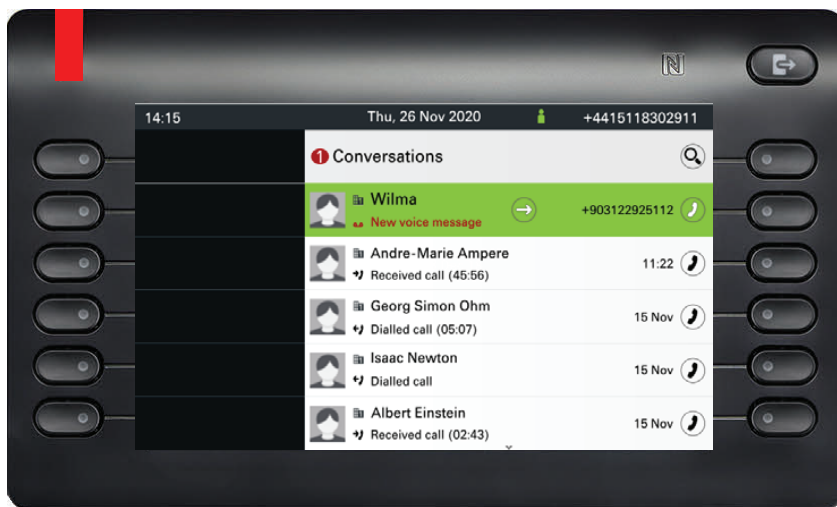 14:15 Thu, 26 Nov 2020 +4415118302911
1 Conversations
Wilma +903122925112
New voice message
Andre-Marie Ampere
Received call (45:56) 11:22
Georg Simon Ohm
Dialled call (05:07) 15 Nov
Isaac Newton
Dialled call 15 Nov
Albert Einstein
Received call (02:43) 15 Nov